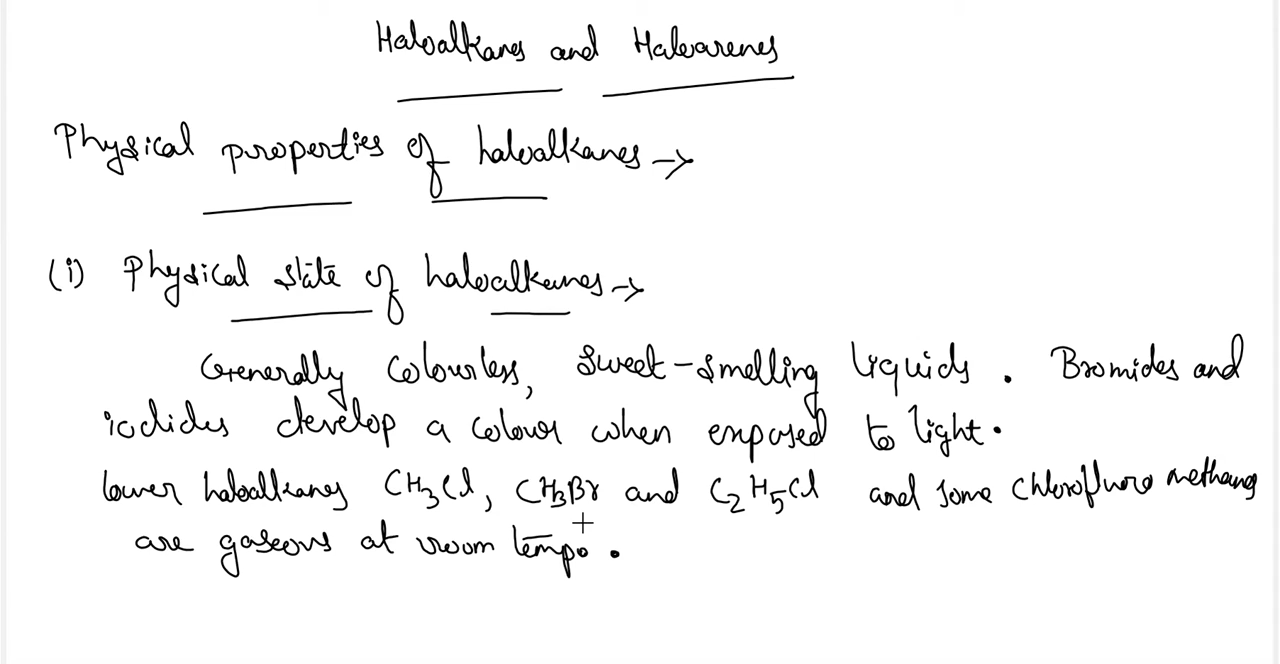 Haloalkanes and Haloarenes
Physical properties of haloalkanes →
(i) Physical state of haloalkanes →
Generally colourless, sweet-smelling liquids. Bromides and
iodides develop a colour when exposed to light.
lower haloalkanes CH₃Cl, CH₃Br and C₂H₅Cl and some chlorofluoro methanes
are gaseous at room temp.